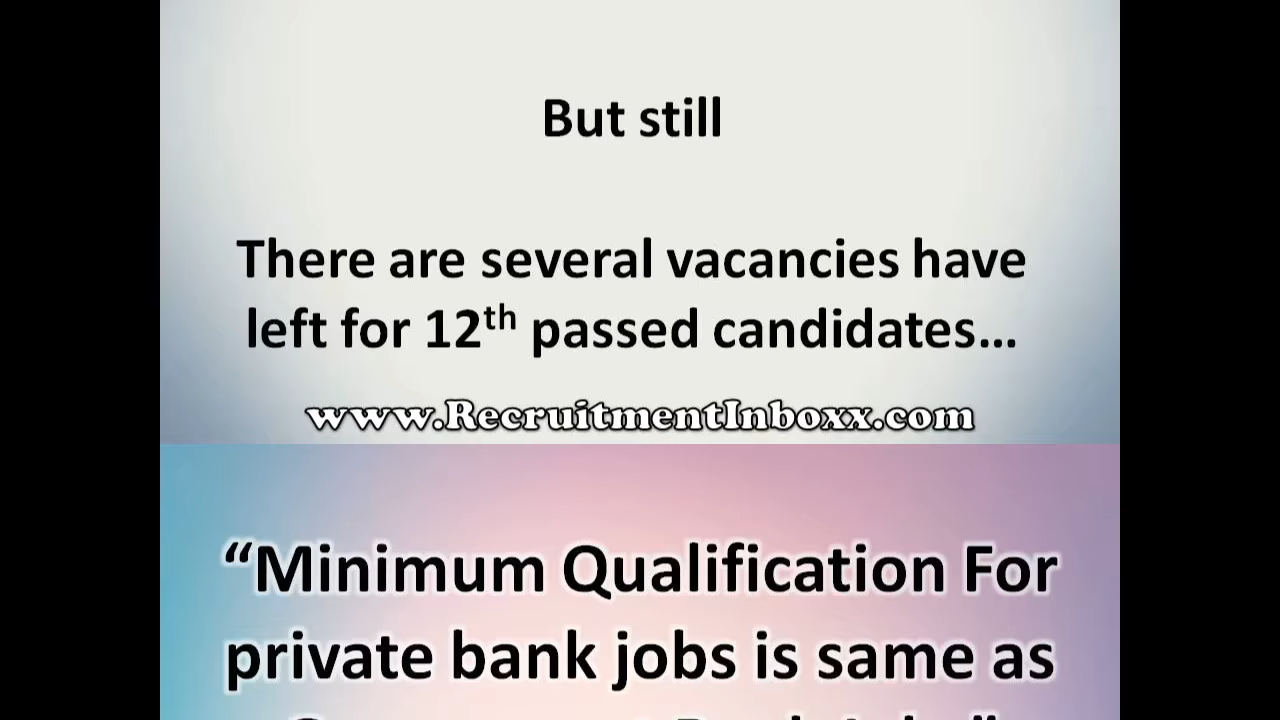 But still
There are several vacancies have
left for 12th passed candidates...
www.RecruitmentInboxx.com
“Minimum Qualification For
private bank jobs is same as